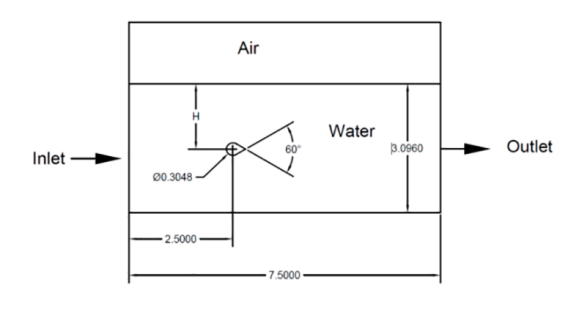 Air
H
Water
60°
3.0960
Inlet
Outlet
Ø0.3048
2.5000
7.5000